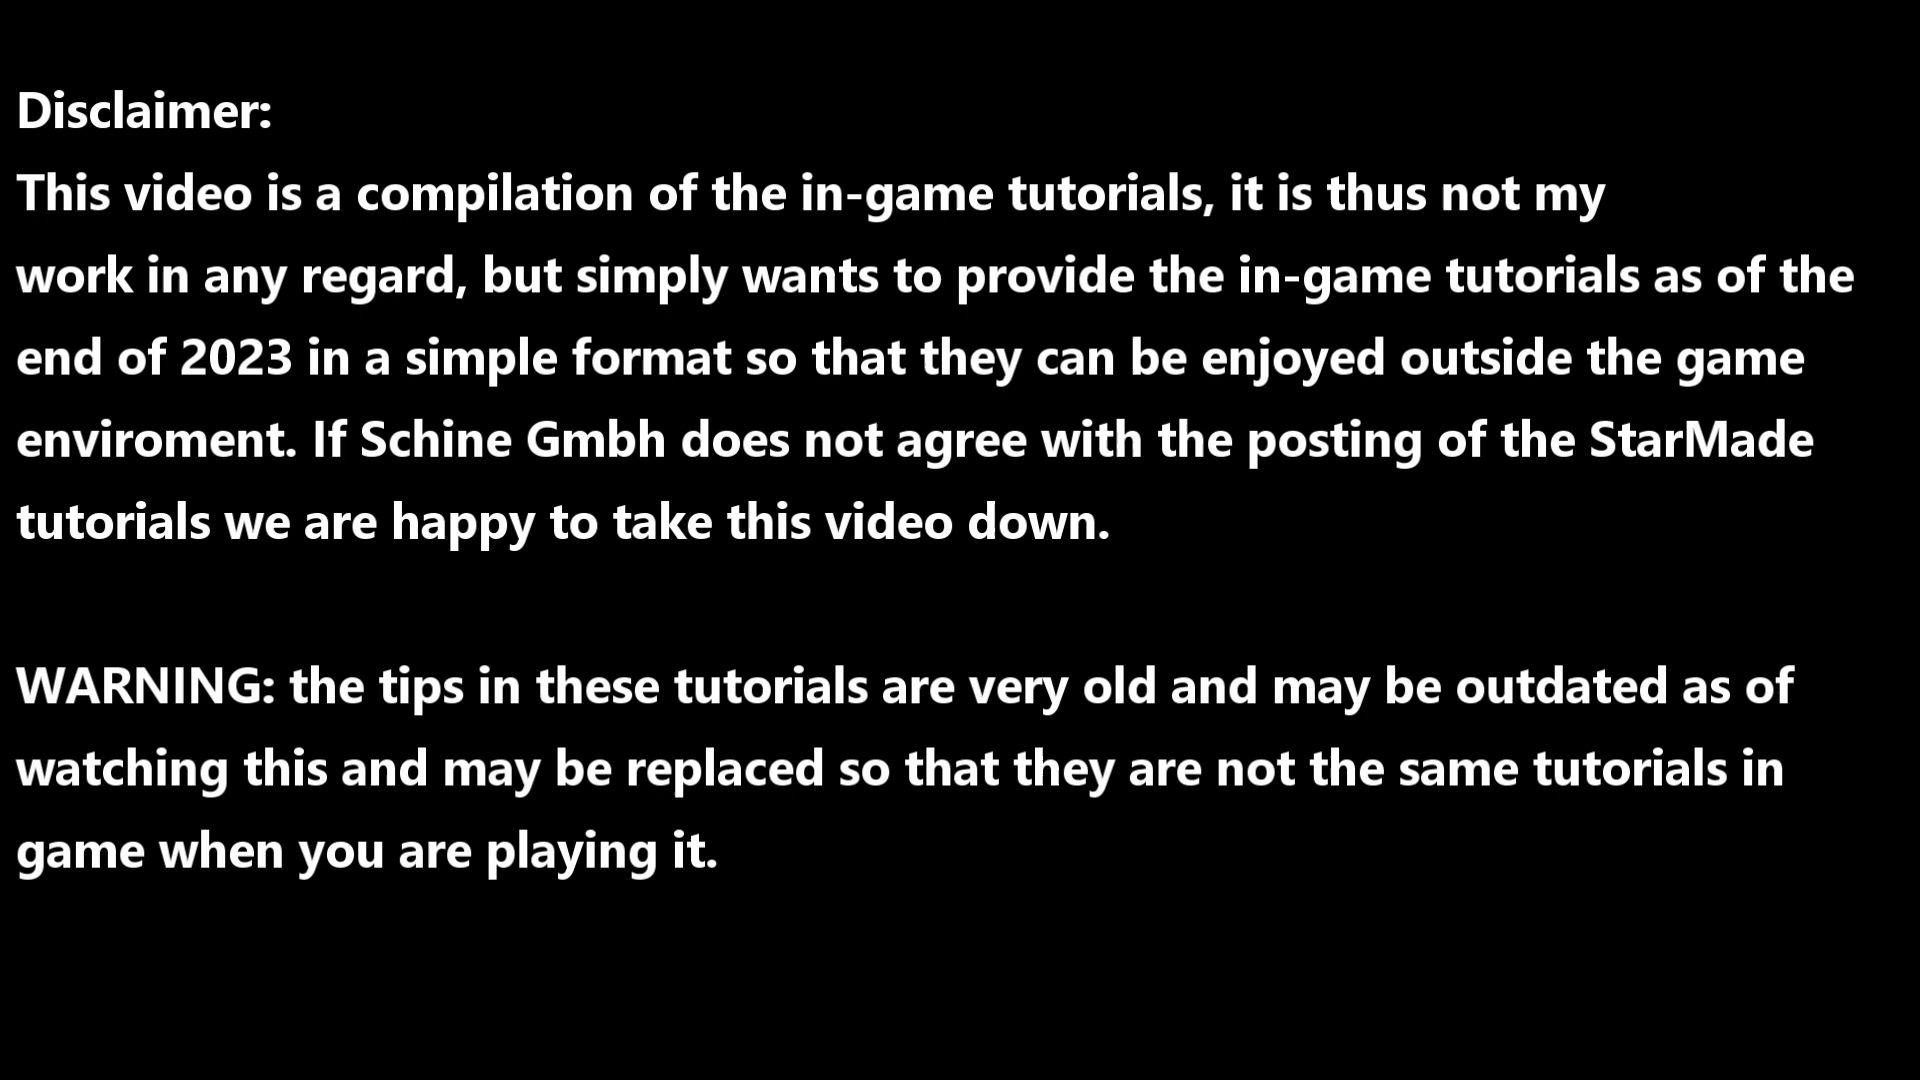 Disclaimer:
This video is a compilation of the in-game tutorials, it is thus not my
work in any regard, but simply wants to provide the in-game tutorials as of the
end of 2023 in a simple format so that they can be enjoyed outside the game
enviroment. If Schine Gmbh does not agree with the posting of the StarMade
tutorials we are happy to take this video down.
WARNING: the tips in these tutorials are very old and may be outdated as of
watching this and may be replaced so that they are not the same tutorials in
game when you are playing it.